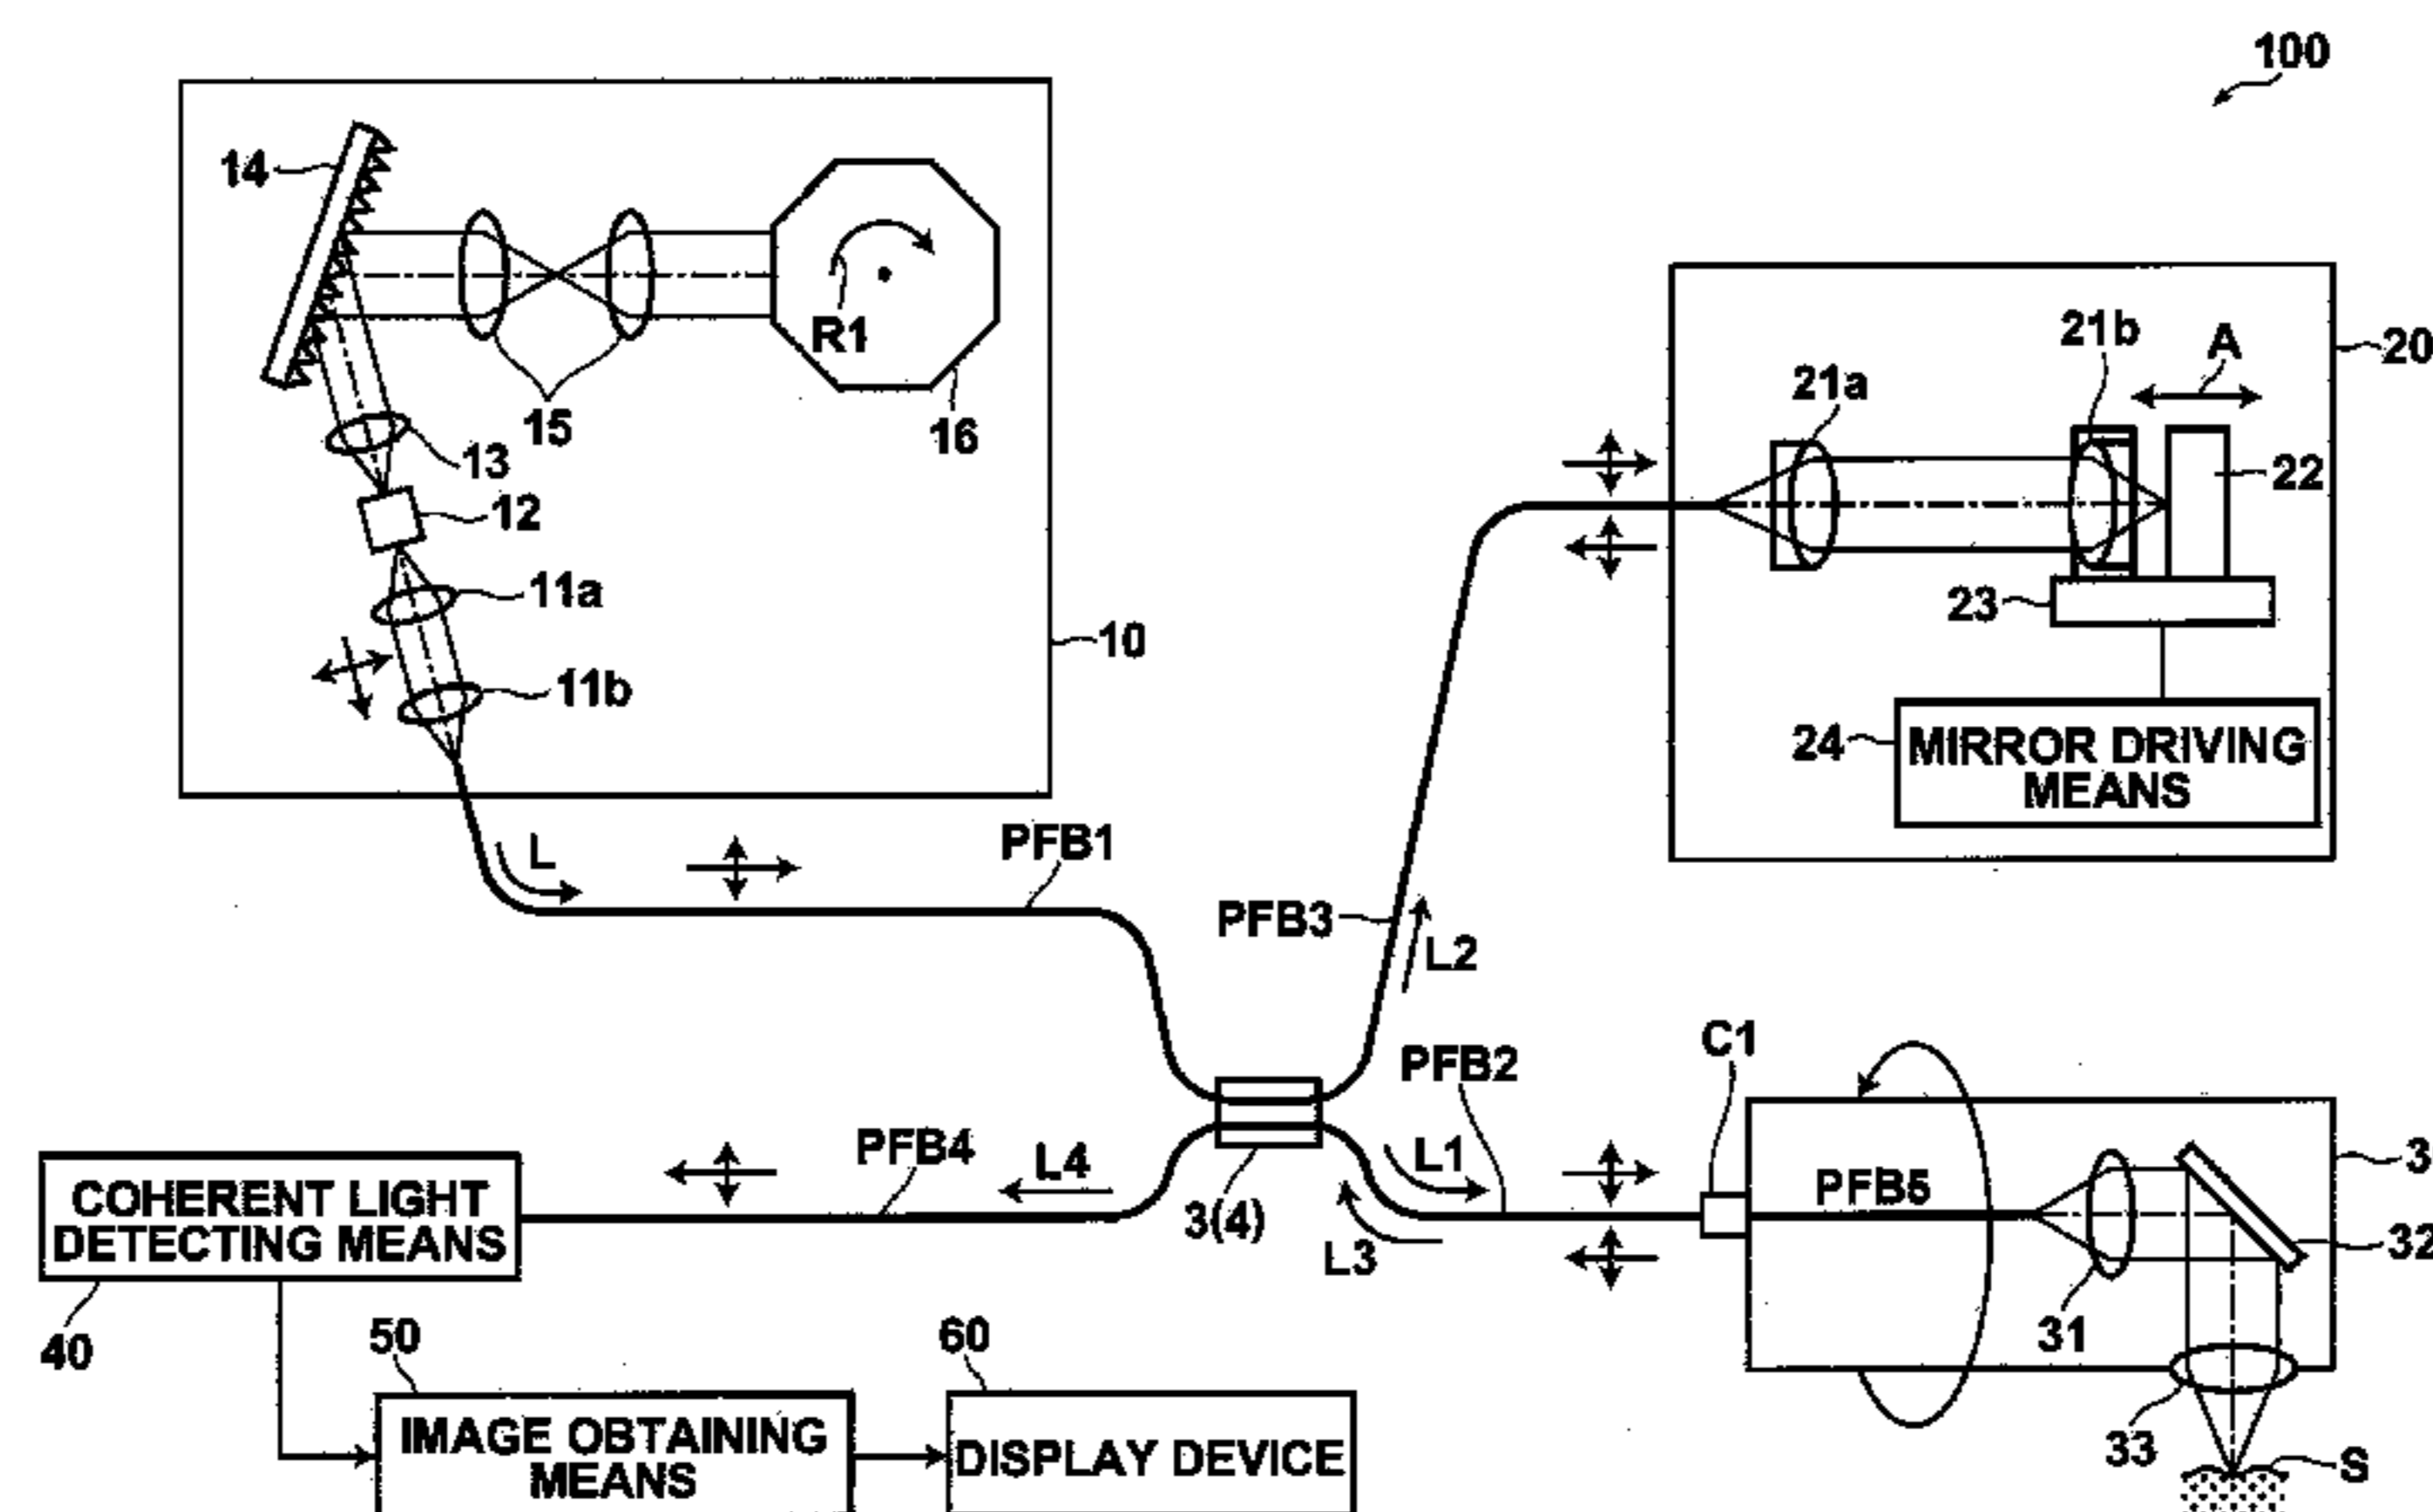 100
14
R1
15
16
13
12
11a
10
11b
21b
A
20
21a
22
23
24
MIRROR DRIVING
MEANS
L
PFB1
PFB3
L2
C1
PFB2
PFB4
L4
L1
3(4)
L3
PFB5
3
32
31
33
S
COHERENT LIGHT
DETECTING MEANS
40
50
60
IMAGE OBTAINING
MEANS
DISPLAY DEVICE